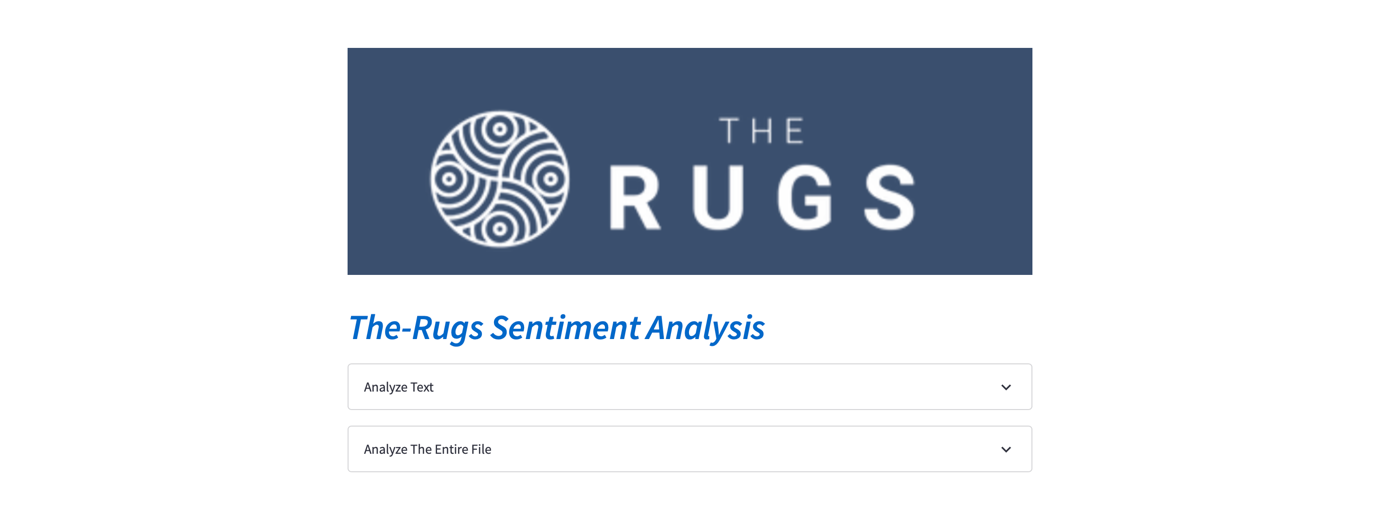 THE
RUGS
The-Rugs Sentiment Analysis
Analyze Text
Analyze The Entire File